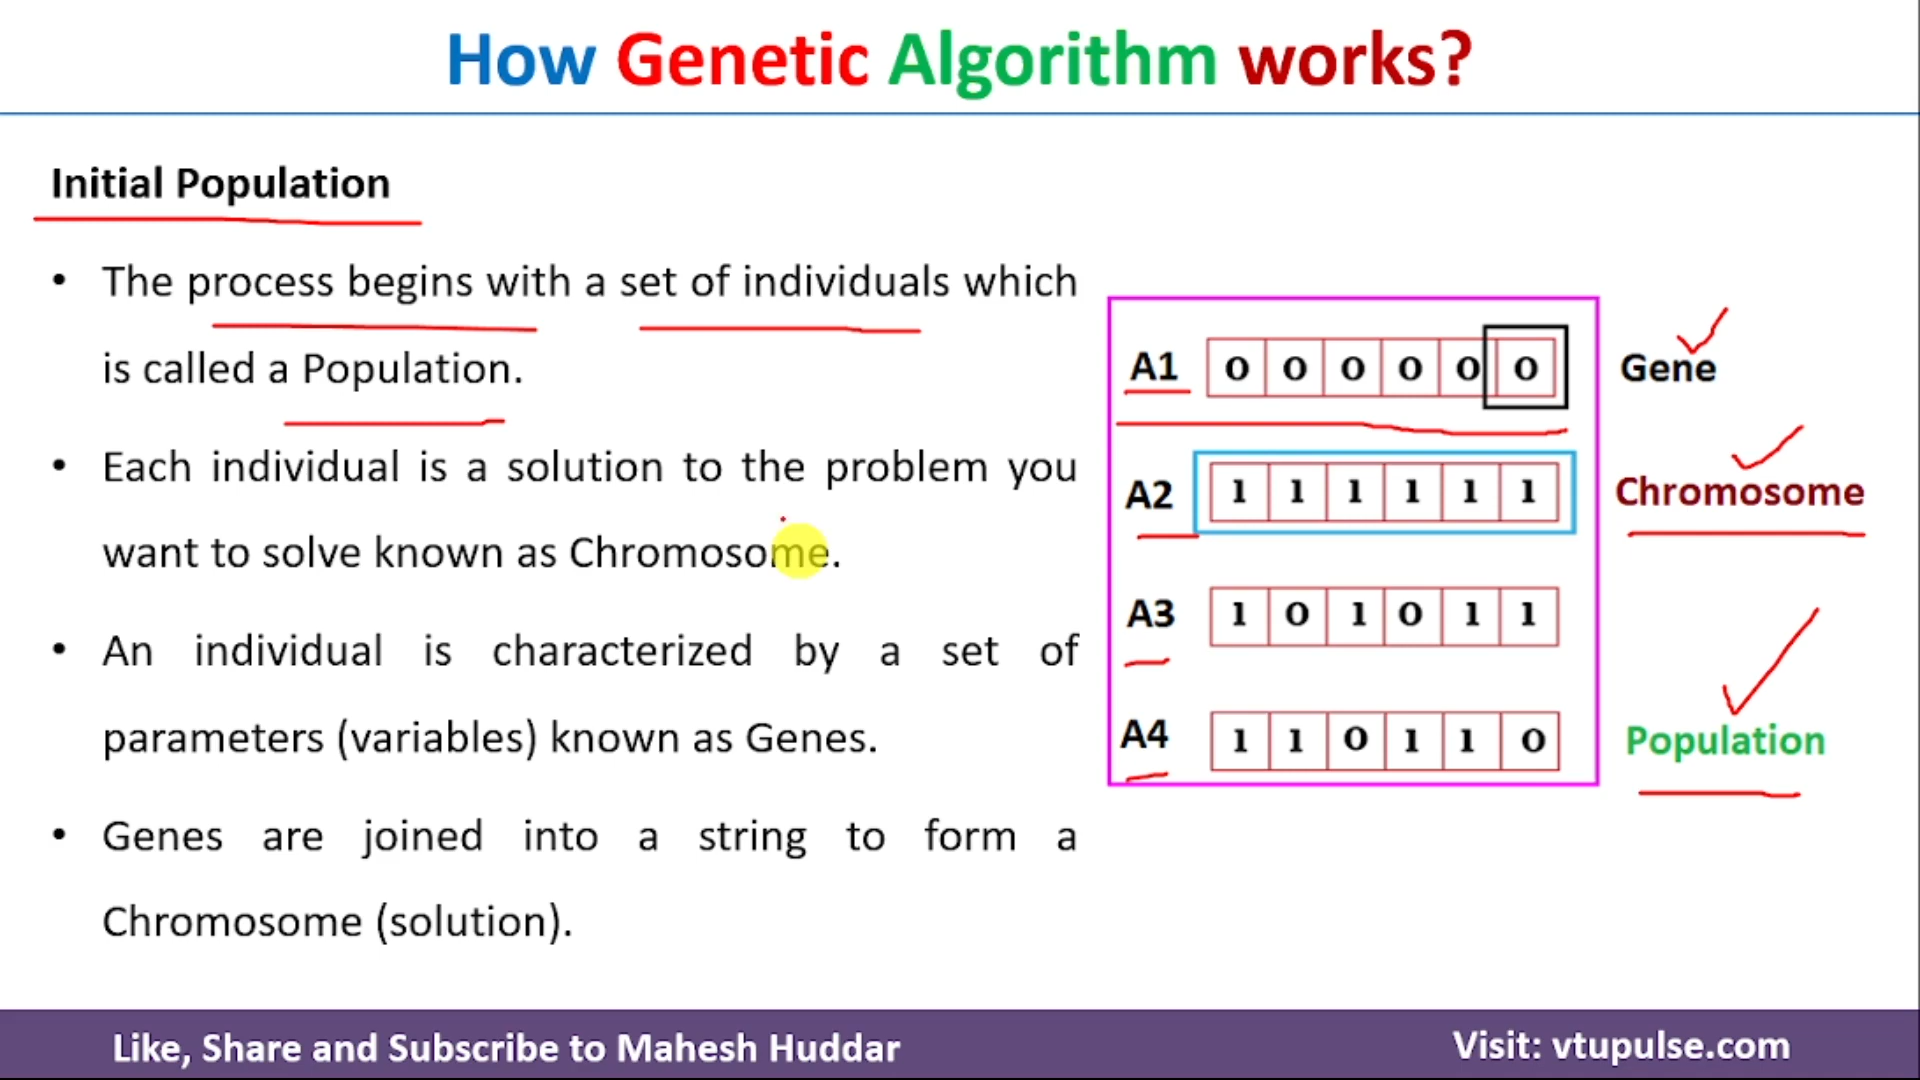 How Genetic Algorithm works?
Initial Population
• The process begins with a set of individuals which
is called a Population.
• Each individual is a solution to the problem you
want to solve known as Chromosome.
• An individual is characterized by a set of
parameters (variables) known as Genes.
• Genes are joined into a string to form a
Chromosome (solution).
A1 0 0 0 0 0 0 Gene
A2 1 1 1 1 1 1 Chromosome
A3 1 0 1 0 1 1
A4 1 1 0 1 1 0 Population
Like, Share and Subscribe to Mahesh Huddar
Visit: vtupulse.com